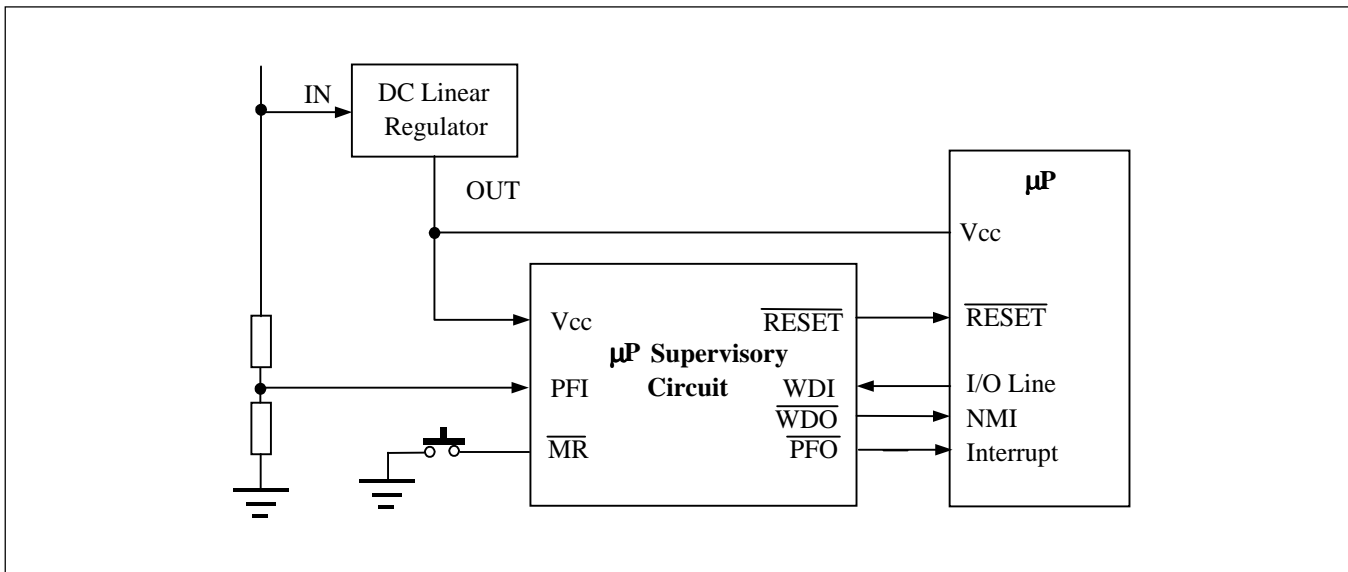 IN
DC Linear
Regulator
OUT
μP
Vcc
Vcc
RESET
RESET
μP Supervisory
Circuit
PFI
WDI
I/O Line
WDO
NMI
MR
PFO
Interrupt